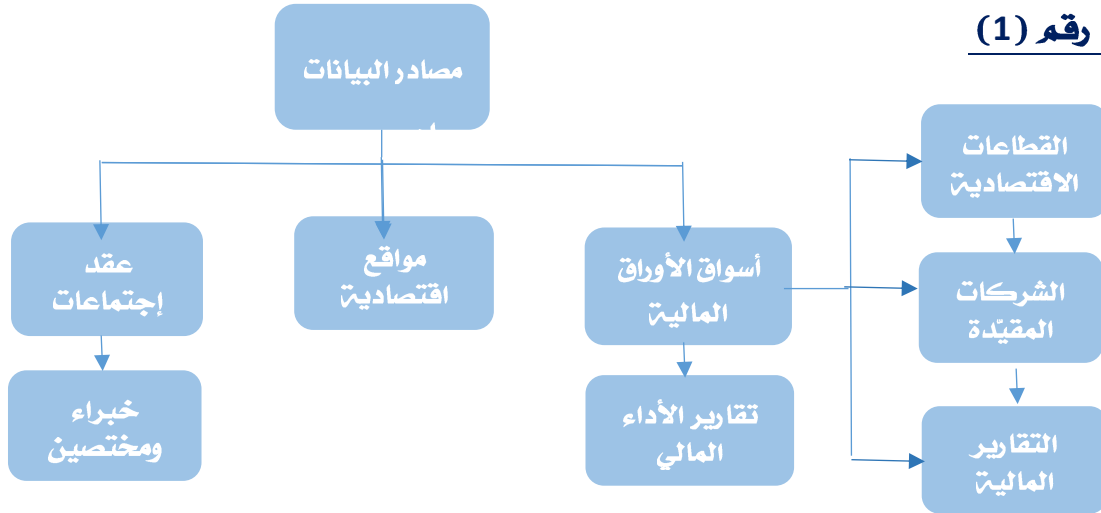 رقم (1)
مصادر البيانات
القطاعات
الاقتصادية
أسواق الأوراق
المالية
مواقع
اقتصادية
عقد
إجتماعات
الشركات
المقيّدة
تقارير الأداء
المالي
خبراء
ومختصين
التقارير
المالية